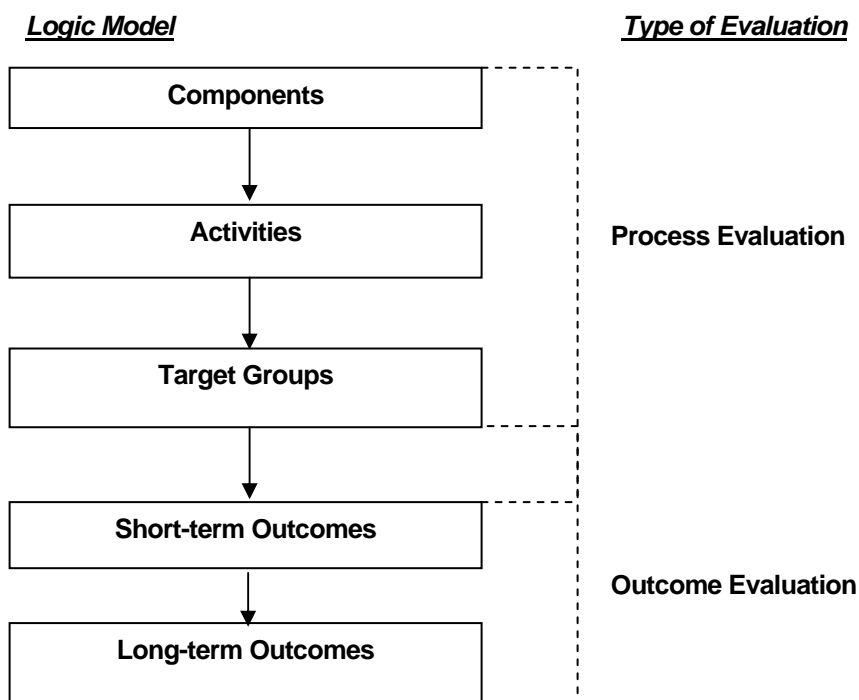 Logic Model
Type of Evaluation
Components
Activities
Process Evaluation
Target Groups
Short-term Outcomes
Outcome Evaluation
Long-term Outcomes